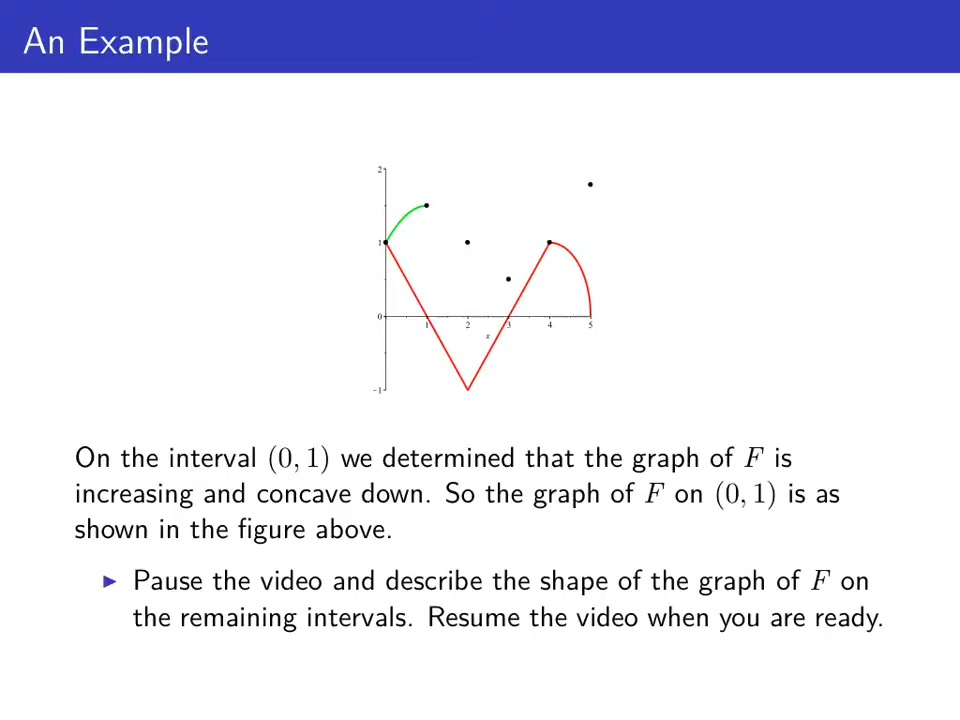 An Example
2
1
0
1
2
3
4
5
x
−1
On the interval (0, 1) we determined that the graph of F is
increasing and concave down. So the graph of F on (0, 1) is as
shown in the figure above.
▶ Pause the video and describe the shape of the graph of F on
the remaining intervals. Resume the video when you are ready.